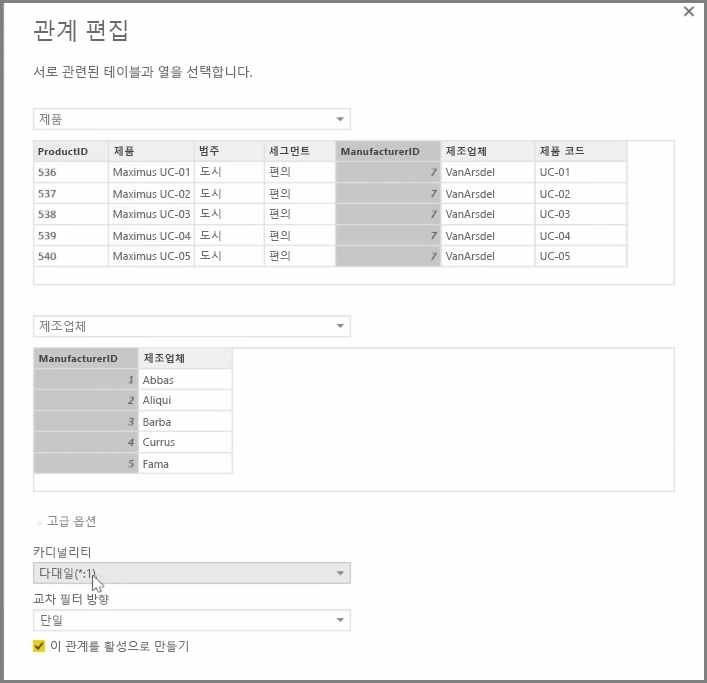 관계 편집
서로 관련된 테이블과 열을 선택합니다.
제품
ProductID 제품 범주 세그먼트 ManufacturerID 제조업체 제품 코드
536 Maximus UC-01 도시 편의 7 VanArsdel UC-01
537 Maximus UC-02 도시 편의 7 VanArsdel UC-02
538 Maximus UC-03 도시 편의 7 VanArsdel UC-03
539 Maximus UC-04 도시 편의 7 VanArsdel UC-04
540 Maximus UC-05 도시 편의 7 VanArsdel UC-05
제조업체
ManufacturerID 제조업체
1 Abbas
2 Aliqui
3 Barba
4 Currus
5 Fama
고급 옵션
카디널리티
다대일(*:1)
교차 필터 방향
단일
이 관계를 활성으로 만들기